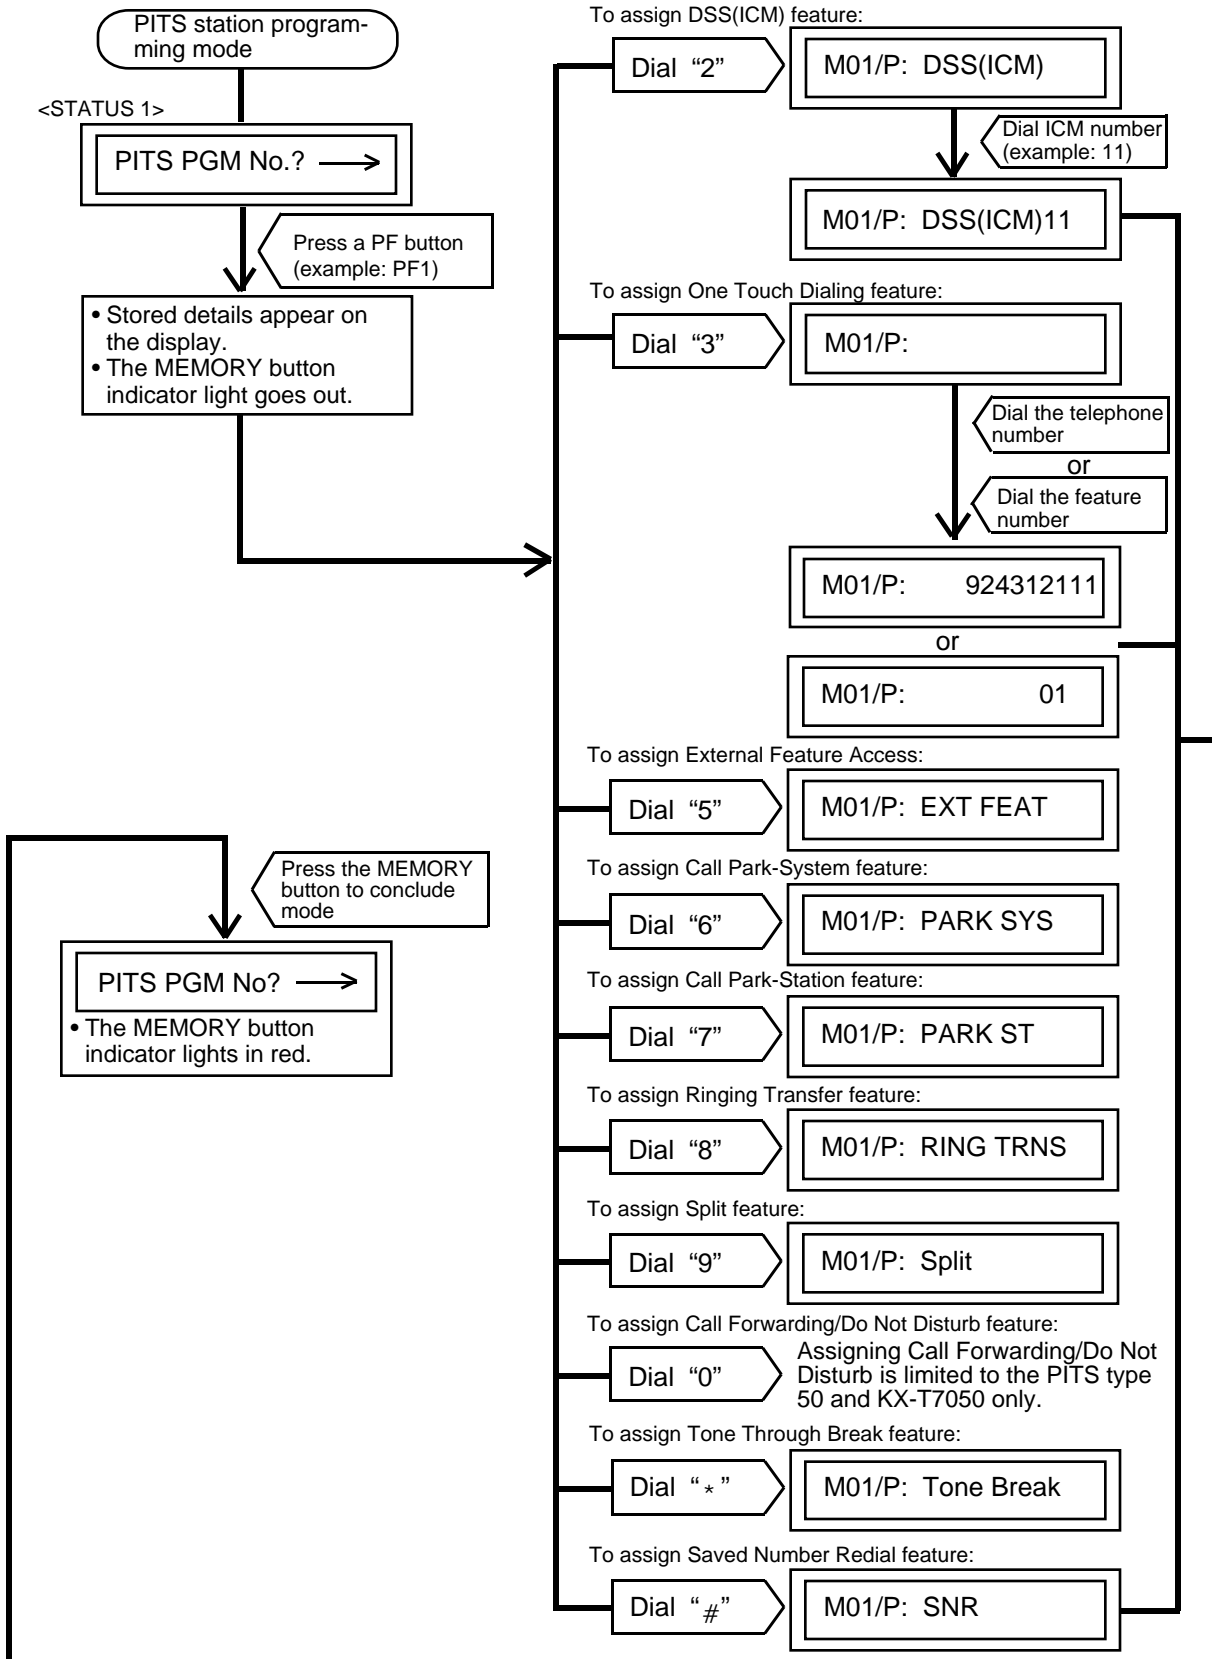 PITS station program-
ming mode
<STATUS 1>
PITS PGM No.?
Press a PF button
(example: PF1)
• Stored details appear on
the display.
• The MEMORY button
indicator light goes out.
To assign DSS(ICM) feature:
Dial “2”
M01/P: DSS(ICM)
Dial ICM number
(example: 11)
M01/P: DSS(ICM)11
To assign One Touch Dialing feature:
Dial “3”
M01/P:
Dial the telephone
number
or
Dial the feature
number
M01/P: 924312111
or
M01/P: 01
To assign External Feature Access:
Dial “5”
M01/P: EXT FEAT
To assign Call Park-System feature:
Dial “6”
M01/P: PARK SYS
To assign Call Park-Station feature:
Dial “7”
M01/P: PARK ST
To assign Ringing Transfer feature:
Dial “8”
M01/P: RING TRNS
To assign Split feature:
Dial “9”
M01/P: Split
To assign Call Forwarding/Do Not Disturb feature:
Dial “0”
Assigning Call Forwarding/Do Not
Disturb is limited to the PITS type
50 and KX-T7050 only.
To assign Tone Through Break feature:
Dial “*”
M01/P: Tone Break
To assign Saved Number Redial feature:
Dial “#”
M01/P: SNR
Press the MEMORY
button to conclude
mode
PITS PGM No?
• The MEMORY button
indicator lights in red.